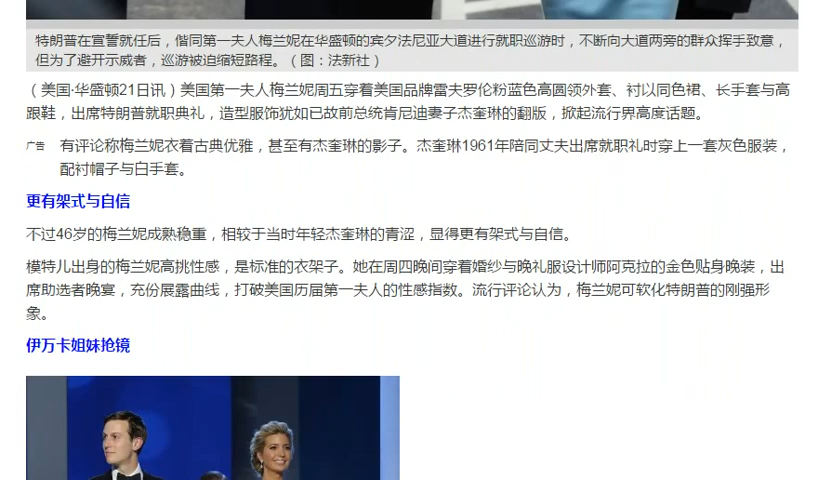 特朗普在宣誓就任后，偕同第一夫人梅兰妮在华盛顿的宾夕法尼亚大道进行就职巡游时，不断向大道两旁的群众挥手致意，
但为了避开示威者，巡游被迫缩短路程。（图：法新社）
（美国·华盛顿21日讯）美国第一夫人梅兰妮周五穿着美国品牌雷夫罗伦粉蓝色高圆领外套、衬以同色裙、长手套与高
跟鞋，出席特朗普就职典礼，造型服饰犹如已故前总统肯尼迪妻子杰奎琳的翻版，掀起流行界高度话题。
广告 有评论称梅兰妮衣着古典优雅，甚至有杰奎琳的影子。杰奎琳1961年陪同丈夫出席就职礼时穿上一套灰色服装，
配衬帽子与白手套。
更有架式与自信
不过46岁的梅兰妮成熟稳重，相较于当时年轻杰奎琳的青涩，显得更有架式与自信。
模特儿出身的梅兰妮高挑性感，是标准的衣架子。她在周四晚间穿着婚纱与晚礼服设计师阿克拉的金色贴身晚装，出
席助选者晚宴，充份展露曲线，打破美国历届第一夫人的性感指数。流行评论认为，梅兰妮可软化特朗普的刚强形
象。
伊万卡姐妹抢镜